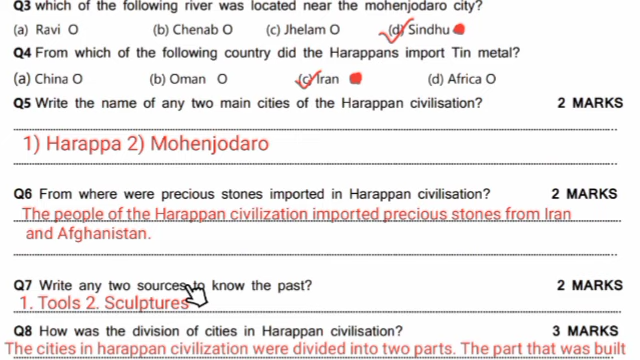 Q3 which of the following river was located near the mohenjodaro city?
(a) Ravi O (b) Chenab O (c) Jhelam O (d) Sindhu
Q4 From which of the following country did the Harappans import Tin metal?
(a) China O (b) Oman O (c) Iran (d) Africa O
Q5 Write the name of any two main cities of the Harappan civilisation? 2 MARKS
1) Harappa 2) Mohenjodaro
Q6 From where were precious stones imported in Harappan civilisation? 2 MARKS
The people of the Harappan civilization imported precious stones from Iran
and Afghanistan.
Q7 Write any two sources to know the past? 2 MARKS
1. Tools 2. Sculptures
Q8 How was the division of cities in Harappan civilisation? 3 MARKS
The cities in harappan civilization were divided into two parts. The part that was built